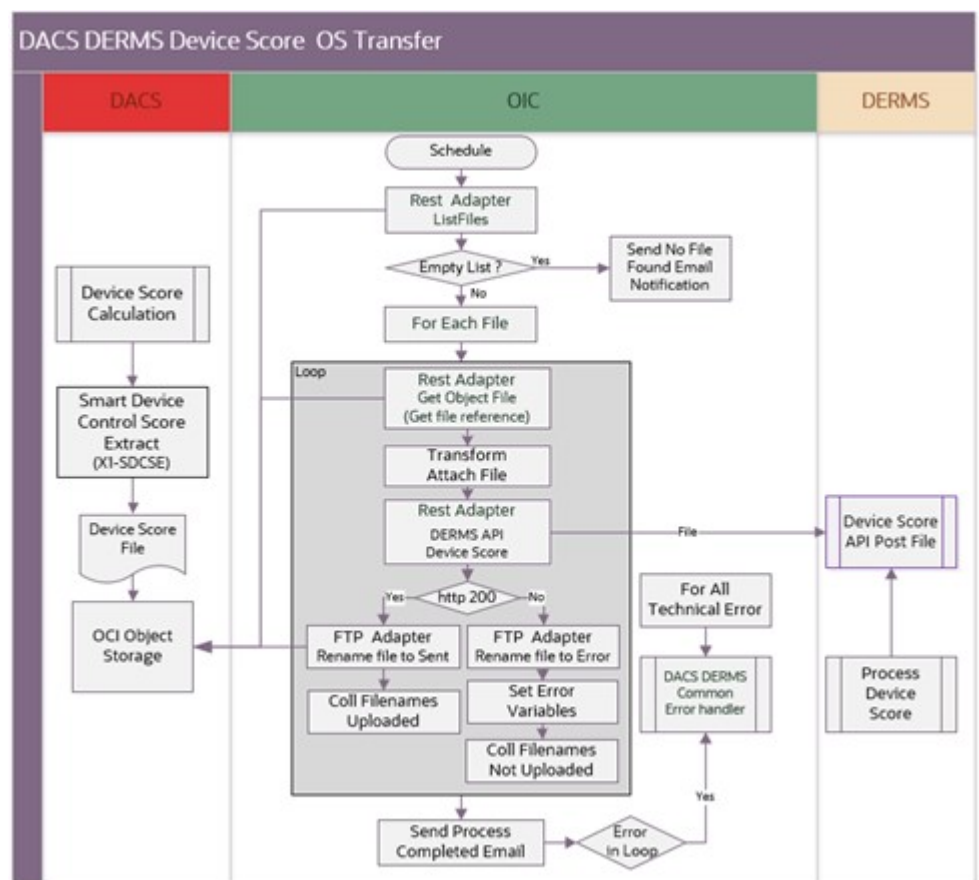 DACS DERMS Device Score OS Transfer
DACS
OIC
DERMS
Schedule
Rest Adapter
ListFiles
Empty List ?
Yes
Send No File
Found Email
Notification
No
For Each File
Device Score
Calculation
Smart Device
Control Score
Extract
(X1-SDCSE)
Device Score
File
OCI Object
Storage
Loop
Rest Adapter
Get Object File
(Get file reference)
Transform
Attach File
Rest Adapter
DERMS API
Device Score
File
Device Score
API Post File
http 200
Yes
No
FTP Adapter
Rename file to Sent
FTP Adapter
Rename file to Error
Coll Filenames
Uploaded
Set Error
Variables
Coll Filenames
Not Uploaded
For All
Technical Error
DACS DERMS
Common
Error handler
Process
Device
Score
Yes
Send Process
Completed Email
Error
in Loop